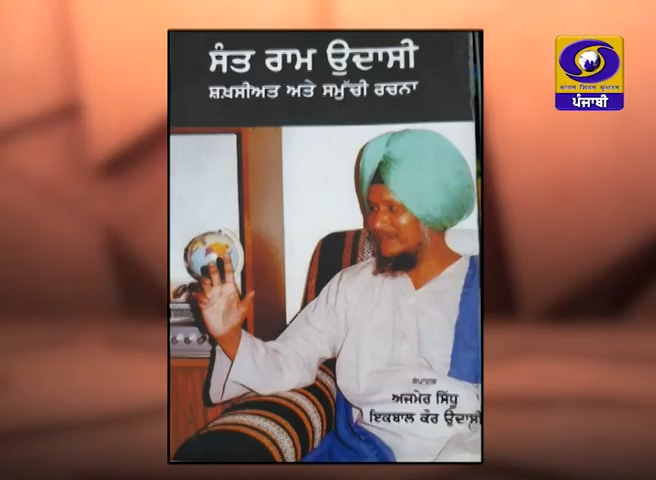 ਸੰਤ ਰਾਮ ਉਦਾਸੀ
ਸ਼ਖ਼ਸੀਅਤ ਅਤੇ ਸਮੁੱਚੀ ਰਚਨਾ
ਪੰਜਾਬੀ
ਸੰਪਾਦਕ
ਅਜਮੇਰ ਸਿੱਧੂ
ਇਕਬਾਲ ਕੌਰ ਉਦਾਸੀ